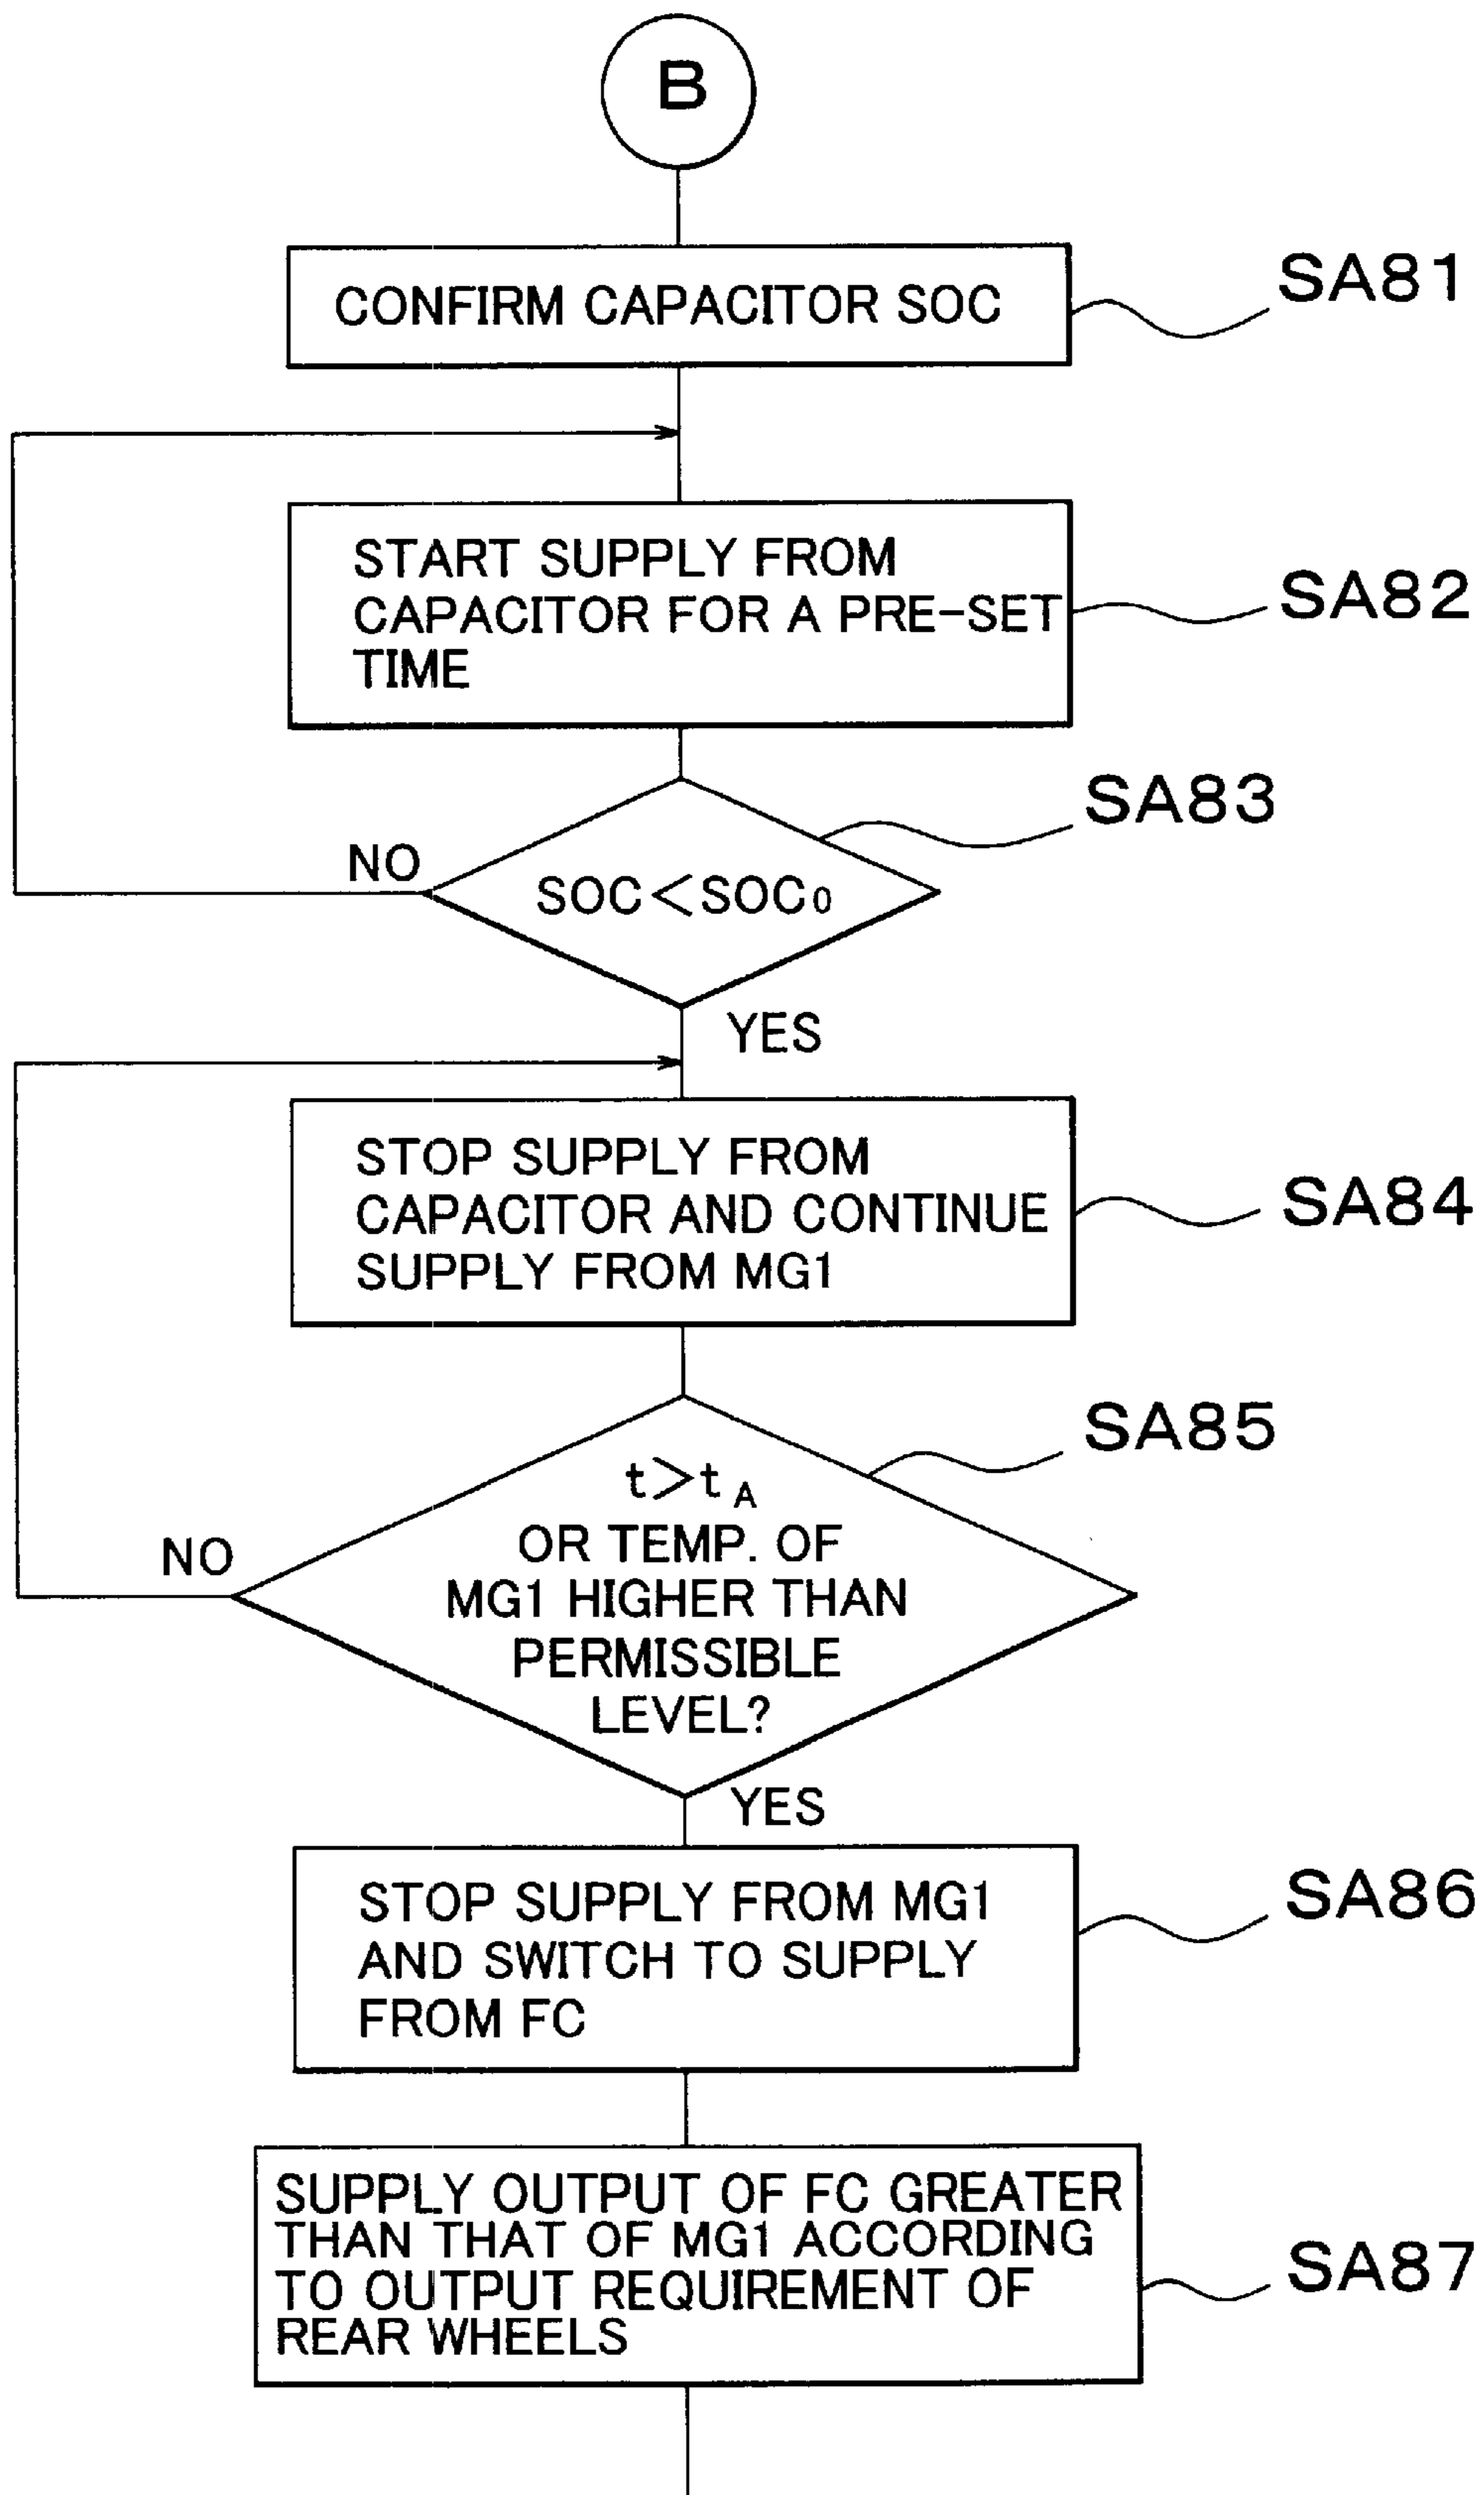 B
CONFIRM CAPACITOR SOC
SA81
START SUPPLY FROM
CAPACITOR FOR A PRE-SET
TIME
SA82
SA83
NO
SOC<SOC₀
YES
STOP SUPPLY FROM
CAPACITOR AND CONTINUE
SUPPLY FROM MG1
SA84
SA85
t>t A
OR TEMP. OF
MG1 HIGHER THAN
PERMISSIBLE
LEVEL?
NO
YES
STOP SUPPLY FROM MG1
AND SWITCH TO SUPPLY
FROM FC
SA86
SUPPLY OUTPUT OF FC GREATER
THAN THAT OF MG1 ACCORDING
TO OUTPUT REQUIREMENT OF
REAR WHEELS
SA87